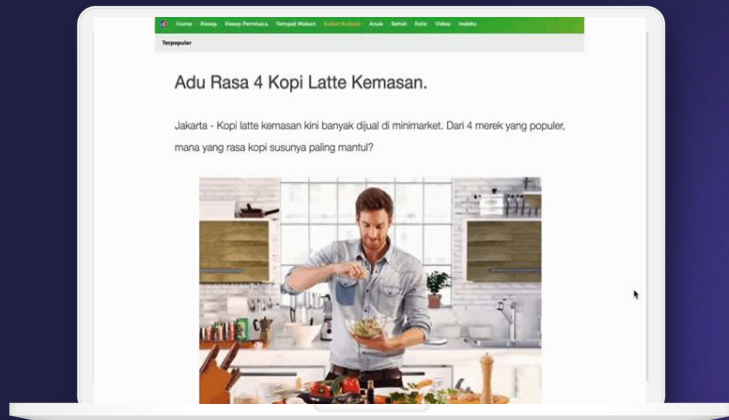 Home Resep Resep Pembaca Tempat Makan Kabar Kuliner Anak Sehat Foto Video Indeks
Terpopuler
Adu Rasa 4 Kopi Latte Kemasan.
Jakarta - Kopi latte kemasan kini banyak dijual di minimarket. Dari 4 merek yang populer,
mana yang rasa kopi susunya paling mantul?